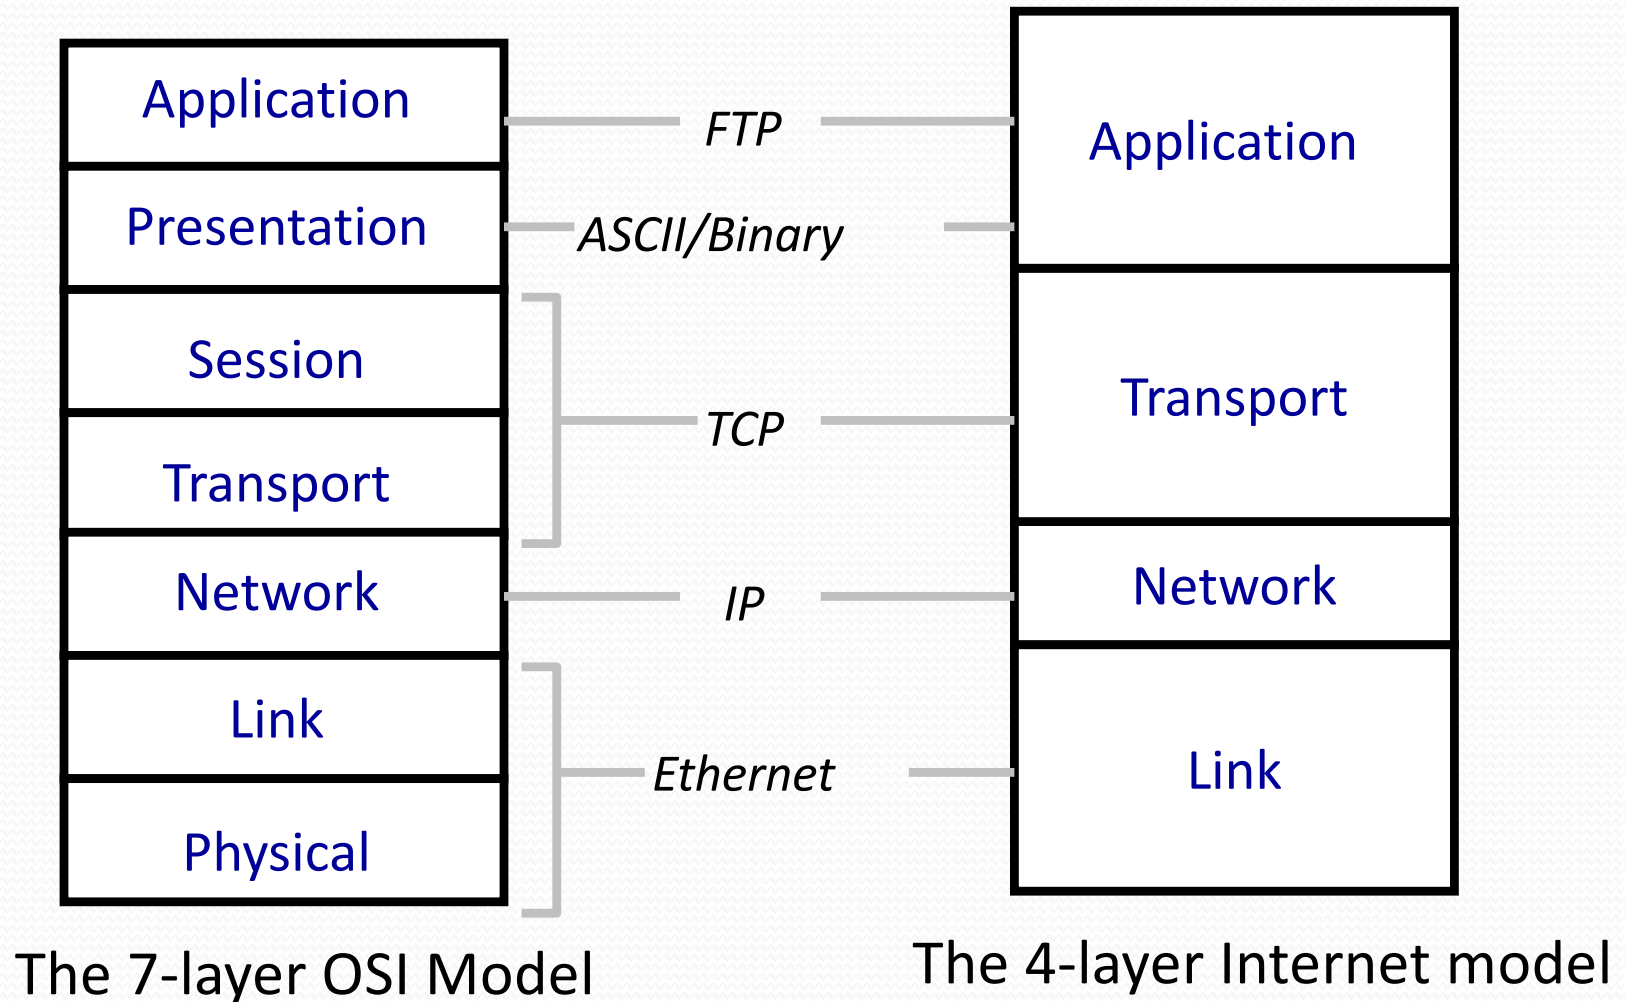 Application
Presentation
Session
Transport
Network
Link
Physical
The 7-layer OSI Model
FTP
ASCII/Binary
TCP
IP
Ethernet
Application
Transport
Network
Link
The 4-layer Internet model